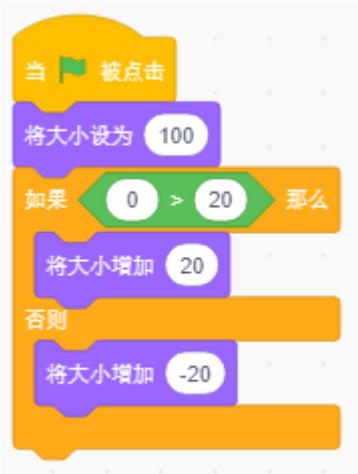 当 被点击
将大小设为 100
如果 0 > 20 那么
将大小增加 20
否则
将大小增加 -20